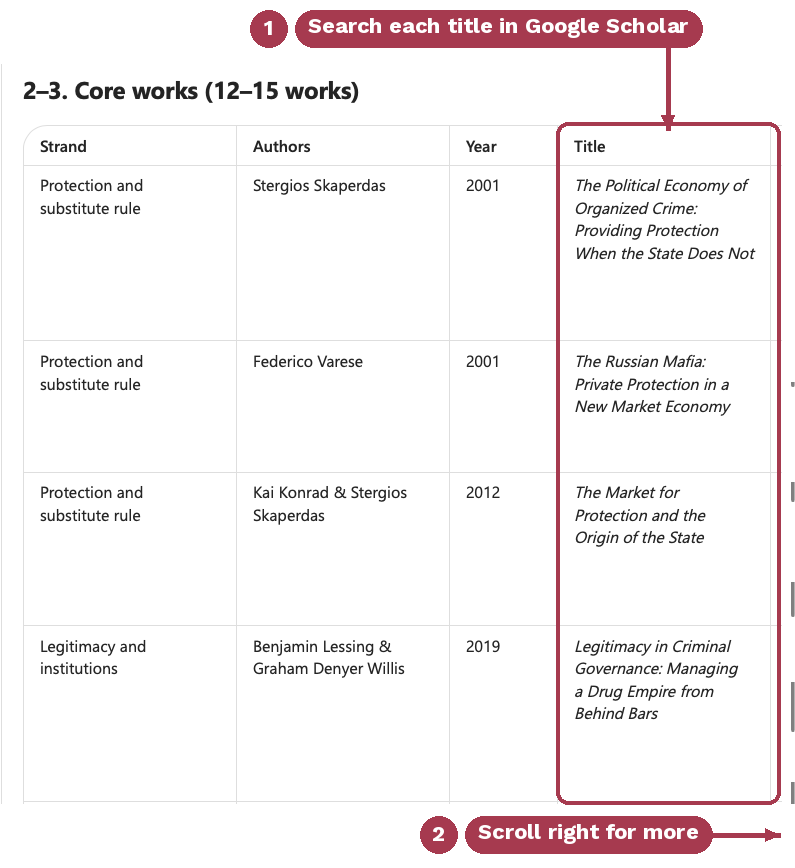 1 Search each title in Google Scholar
2–3. Core works (12–15 works)
Strand Authors Year Title
Protection and Stergios Skaperdas 2001 The Political Economy of
substitute rule Organized Crime:
Providing Protection
When the State Does Not
Protection and Federico Varese 2001 The Russian Mafia:
substitute rule Private Protection in a
New Market Economy
Protection and Kai Konrad & Stergios 2012 The Market for
substitute rule Skaperdas Protection and the
Origin of the State
Legitimacy and Benjamin Lessing & 2019 Legitimacy in Criminal
institutions Graham Denyer Willis Governance: Managing
a Drug Empire from
Behind Bars
2 Scroll right for more